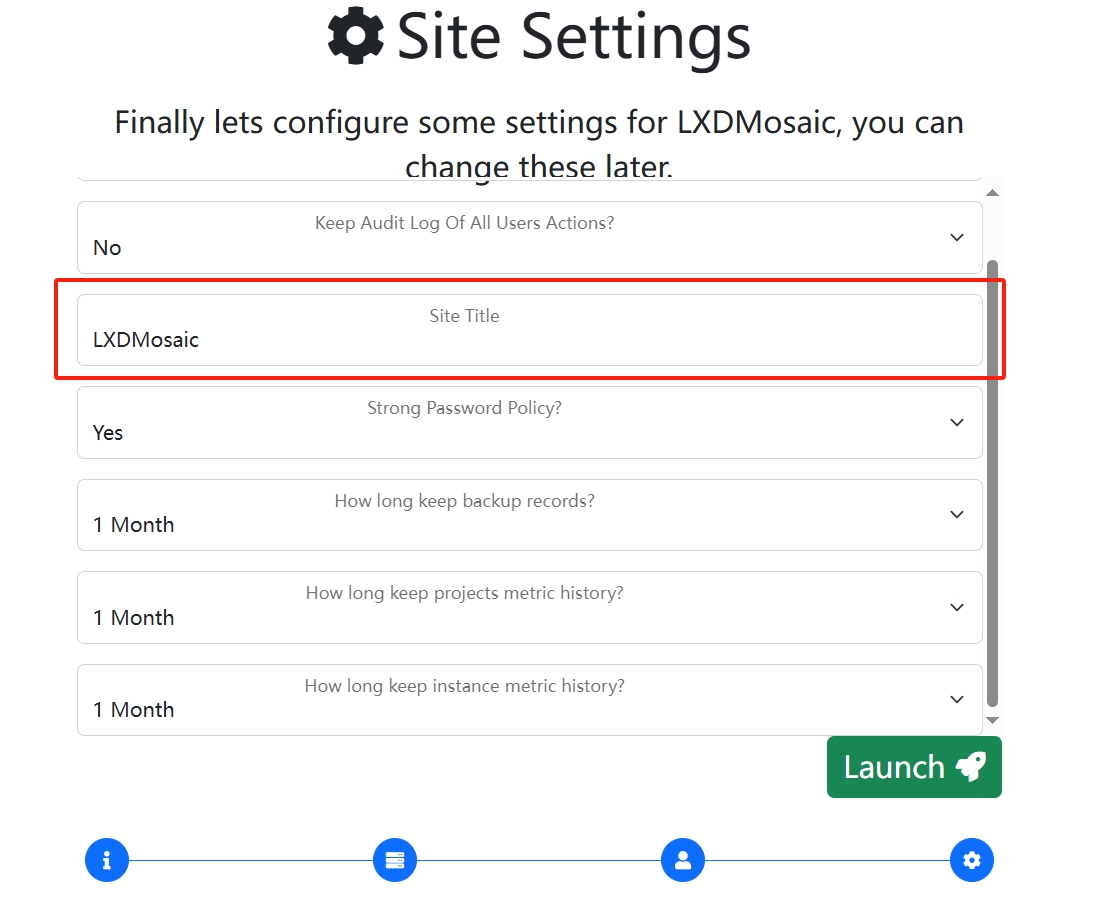 Site Settings
Finally lets configure some settings for LXDMosaic, you can
change these later.
Keep Audit Log Of All Users Actions?
No
Site Title
LXDMosaic
Strong Password Policy?
Yes
How long keep backup records?
1 Month
How long keep projects metric history?
1 Month
How long keep instance metric history?
1 Month
Launch